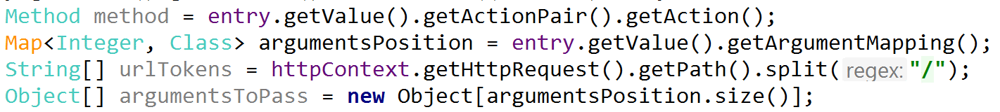 Method method = entry.getValue().getActionPair().getAction();
Map<Integer, Class> argumentsPosition = entry.getValue().getArgumentMapping();
String[] urlTokens = httpContext.getHttpRequest().getPath().split(regex:"/");
Object[] argumentsToPass = new Object[argumentsPosition.size()];